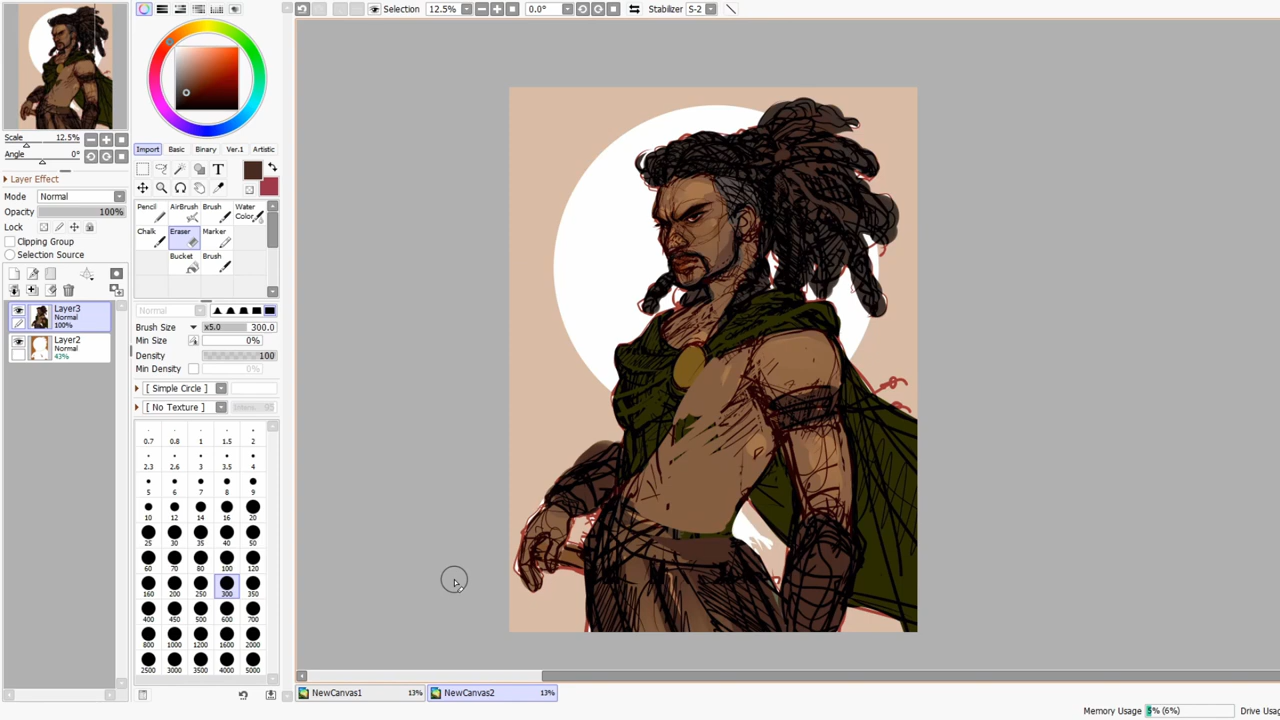 Selection 12.5% 0.0° Stabilizer S-2
Scale 12.5%
Angle 0°
Layer Effect
Mode Normal
Opacity 100%
Lock
Clipping Group
Selection Source
Layer3
Normal
100%
Layer2
Normal
43%
Import Basic Binary Ver.1 Artistic
T
Pencil AirBrush Brush Water Color
Chalk Eraser Marker
Bucket Brush
Normal
Brush Size x5.0 300.0
Min Size 0%
Density 100
Min Density 0%
[ Simple Circle ]
[ No Texture ] Intens. 95
0.7 0.8 1 1.5 2
2.3 2.6 3 3.5 4
5 6 7 8 9
10 12 14 16 20
25 30 35 40 50
60 70 80 100 120
160 200 250 300 350
400 450 500 600 700
800 1000 1200 1600 2000
2500 3000 3500 4000 5000
NewCanvas1 13% NewCanvas2 13%
Memory Usage 5% (6%) Drive Usa